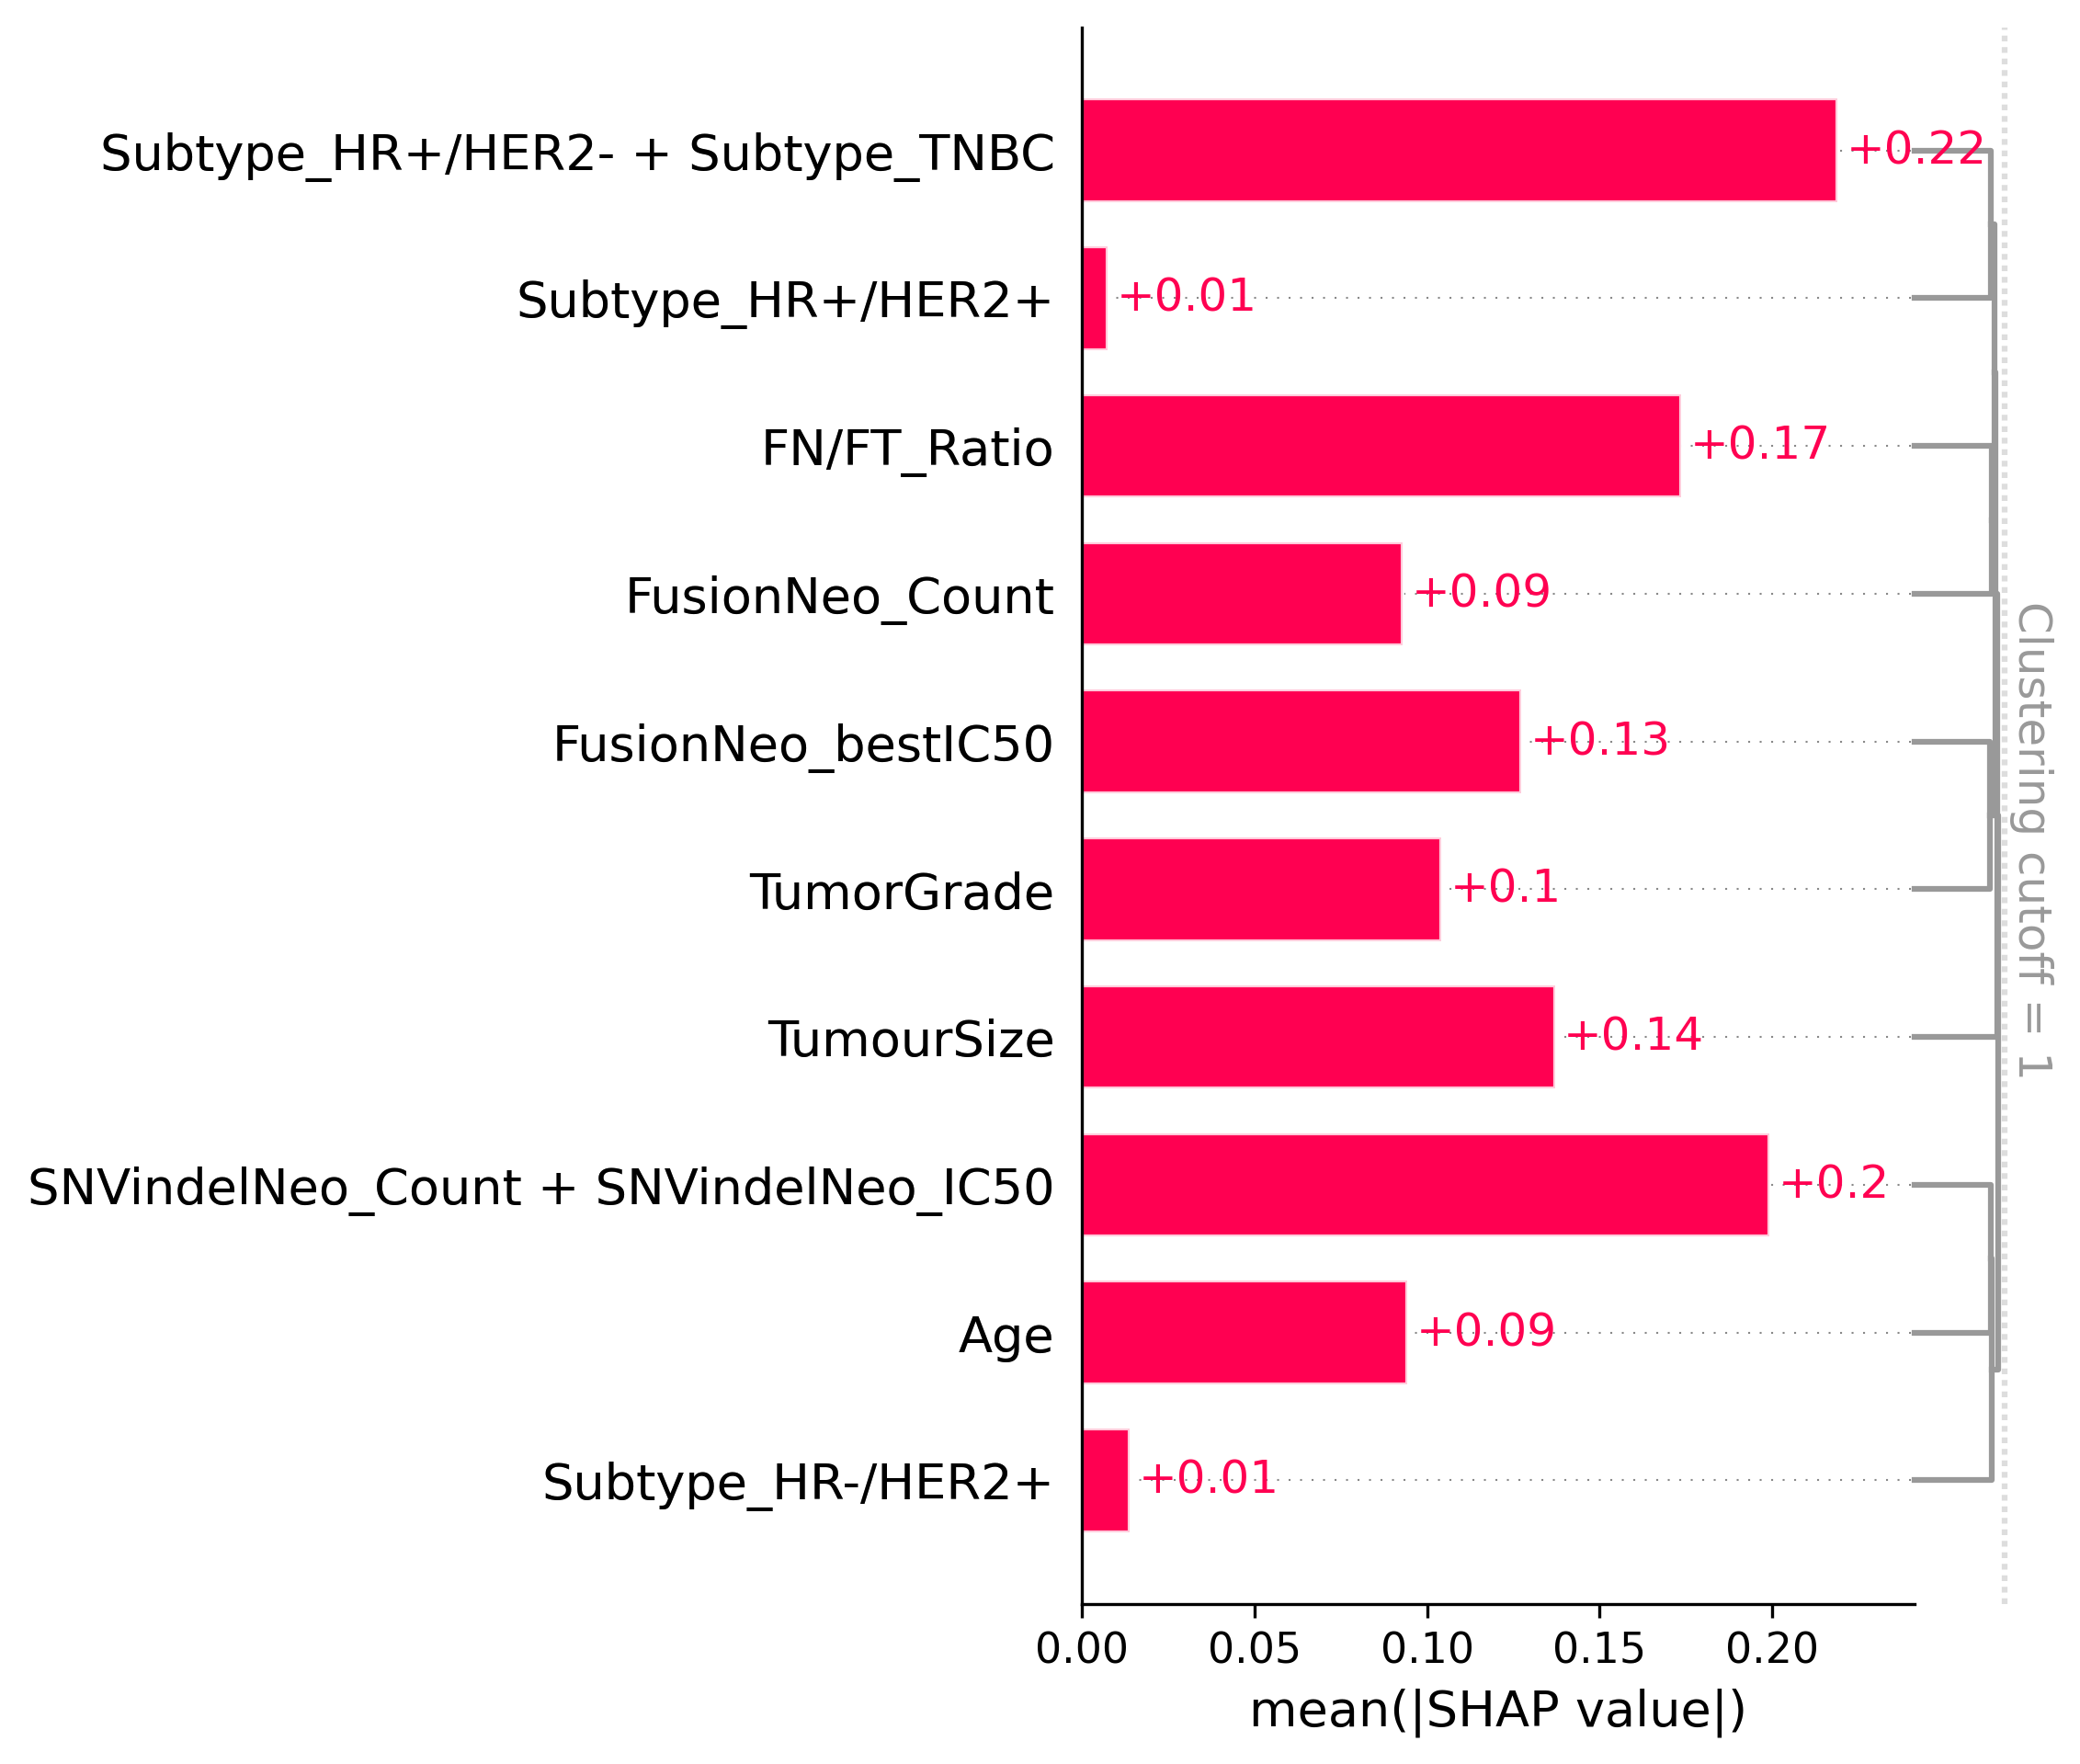 Subtype_HR+/HER2- + Subtype_TNBC +0.22
Subtype_HR+/HER2+ +0.01
FN/FT_Ratio +0.17
FusionNeo_Count +0.09
FusionNeo_bestIC50 +0.13
TumorGrade +0.1
TumourSize +0.14
SNVindelNeo_Count + SNVindelNeo_IC50 +0.2
Age +0.09
Subtype_HR-/HER2+ +0.01
Clustering cutoff = 1
0.00 0.05 0.10 0.15 0.20
mean(|SHAP value|)